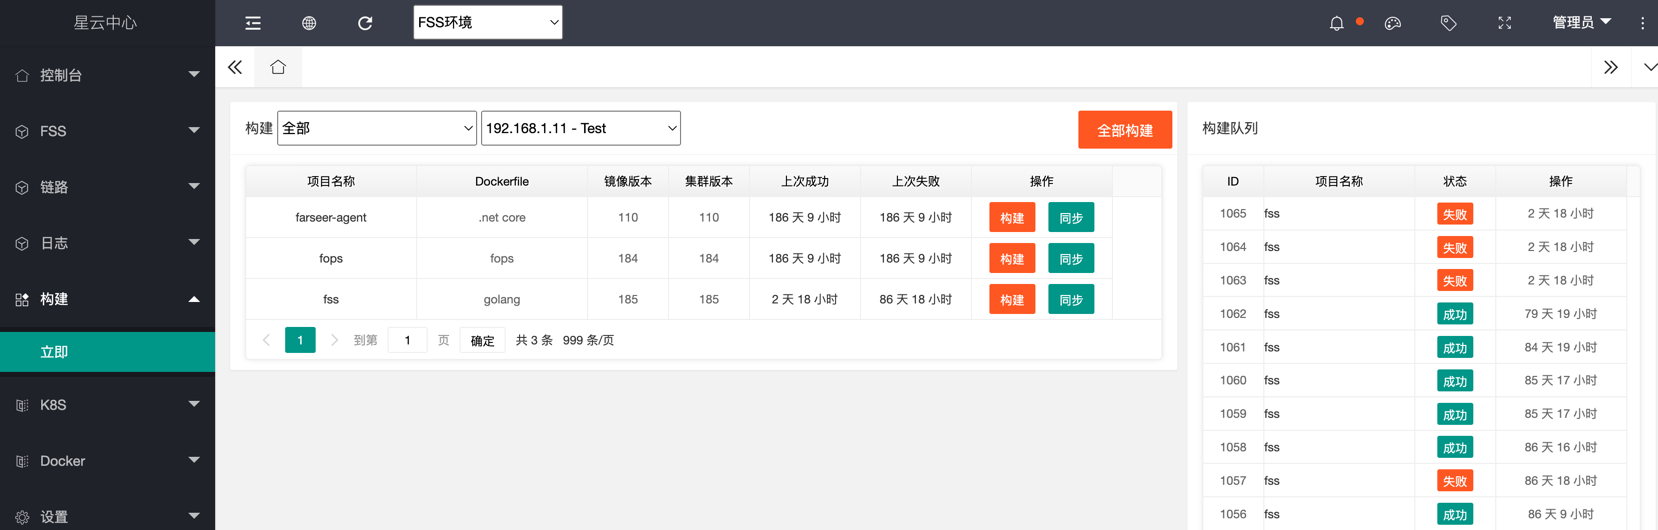 星云中心
FSS环境
管理员
控制台
FSS
链路
日志
构建
立即
K8S
Docker
设置
构建 全部 192.168.1.11 - Test 全部构建
项目名称 Dockerfile 镜像版本 集群版本 上次成功 上次失败 操作
farseer-agent .net core 110 110 186 天 9 小时 186 天 9 小时 构建 同步
fops fops 184 184 186 天 9 小时 186 天 9 小时 构建 同步
fss golang 185 185 2 天 18 小时 86 天 18 小时 构建 同步
1 到第 1 页 确定 共 3 条 999 条/页
构建队列
ID 项目名称 状态 操作
1065 fss 失败 2 天 18 小时
1064 fss 失败 2 天 18 小时
1063 fss 失败 2 天 18 小时
1062 fss 成功 79 天 19 小时
1061 fss 成功 84 天 19 小时
1060 fss 成功 85 天 17 小时
1059 fss 成功 85 天 17 小时
1058 fss 成功 86 天 16 小时
1057 fss 失败 86 天 18 小时
1056 fss 成功 86 天 9 小时